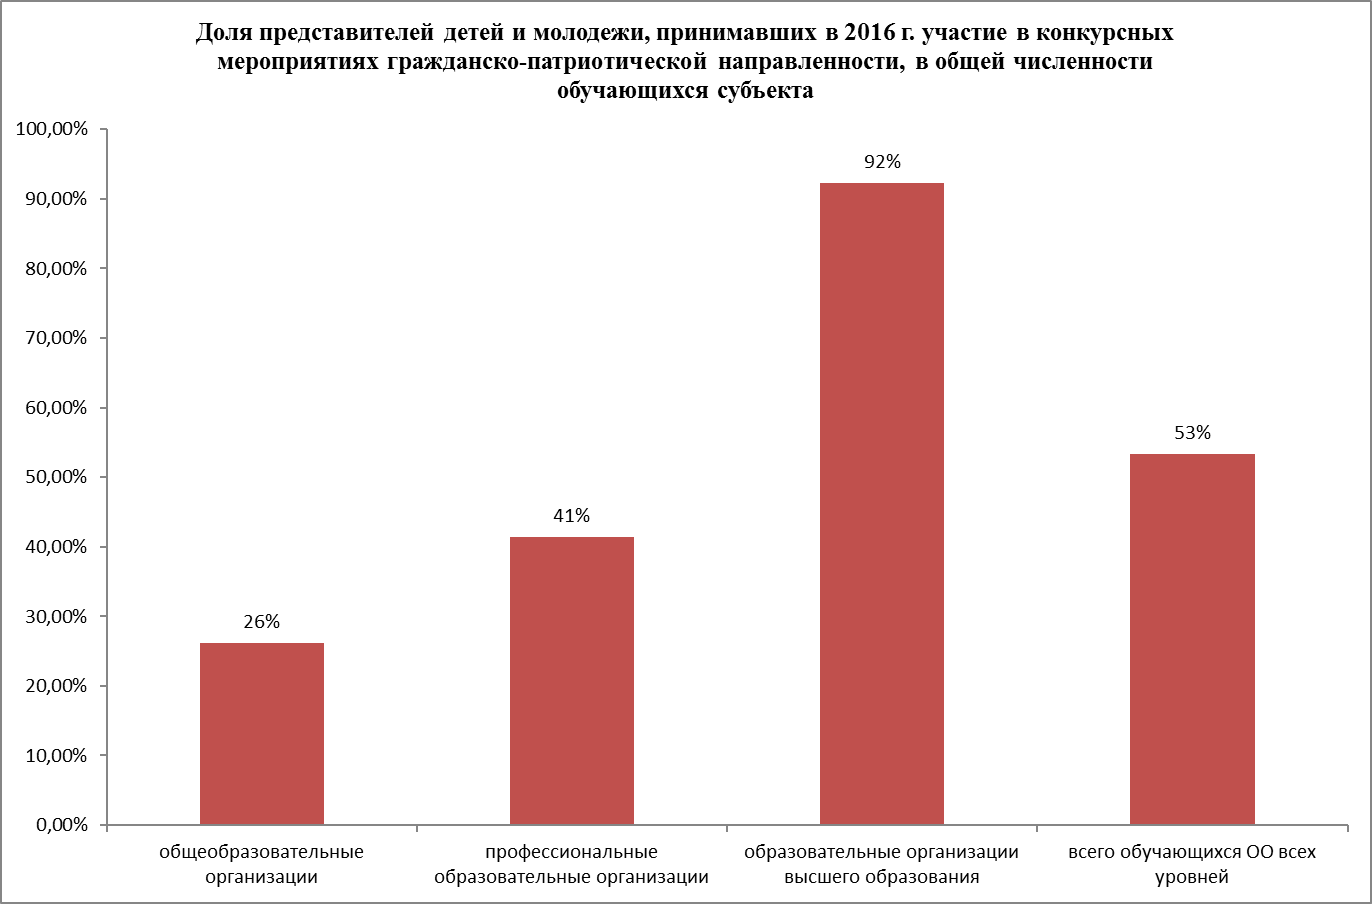 Доля представителей детей и молодежи, принимавших в 2016 г. участие в конкурсных
мероприятиях гражданско-патриотической направленности, в общей численности
обучающихся субъекта
100,00%
90,00%
80,00%
70,00%
60,00%
50,00%
40,00%
30,00%
20,00%
10,00%
0,00%
26%
41%
92%
53%
общеобразовательные
организации
профессиональные
образовательные организации
образовательные организации
высшего образования
всего обучающихся ОО всех
уровней